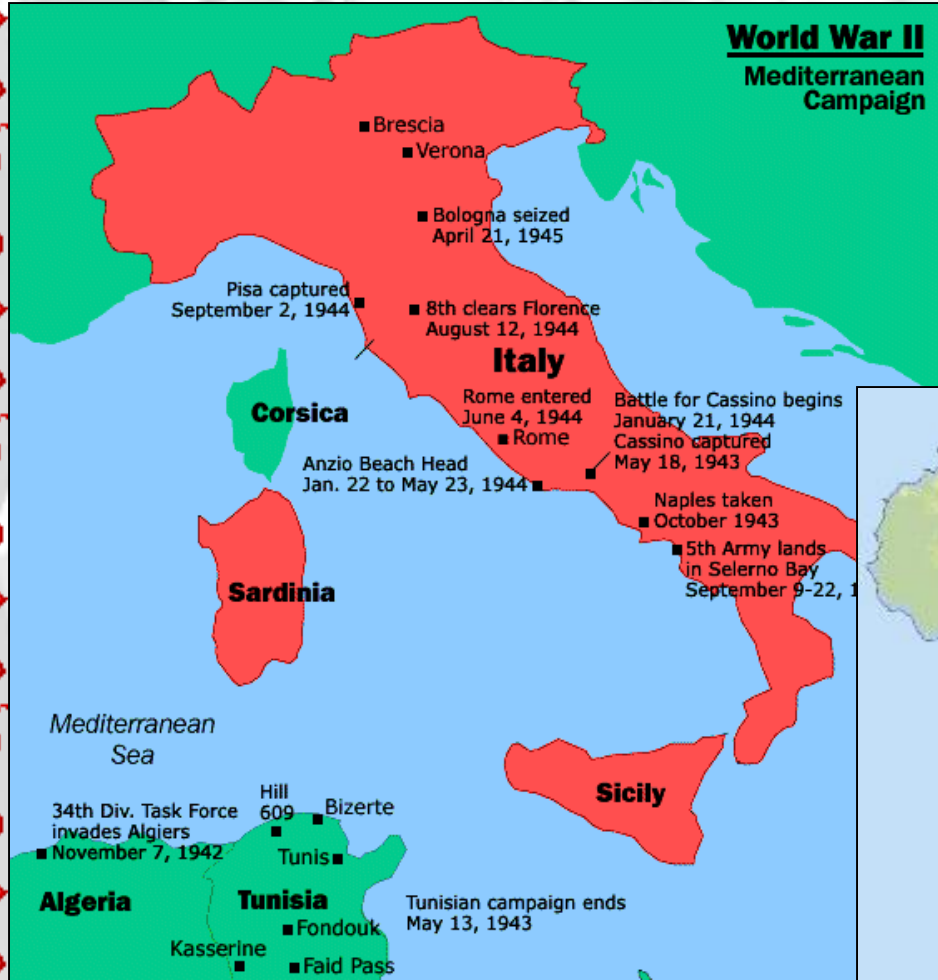 World War II
Mediterranean
Campaign
Brescia
Verona
Bologna seized
April 21, 1945
Pisa captured
September 2, 1944
8th clears Florence
August 12, 1944
Italy
Corsica
Rome entered
June 4, 1944
Rome
Battle for Cassino begins
January 21, 1944
Cassino captured
May 18, 1943
Anzio Beach Head
Jan. 22 to May 23, 1944
Naples taken
October 1943
5th Army lands
in Selerno Bay
September 9-22, 1
Sardinia
Mediterranean
Sea
Sicily
34th Div. Task Force
invades Algiers
November 7, 1942
Hill
609
Bizerte
Tunis
Algeria
Tunisia
Tunisian campaign ends
May 13, 1943
Fondouk
Kasserine
Faid Pass